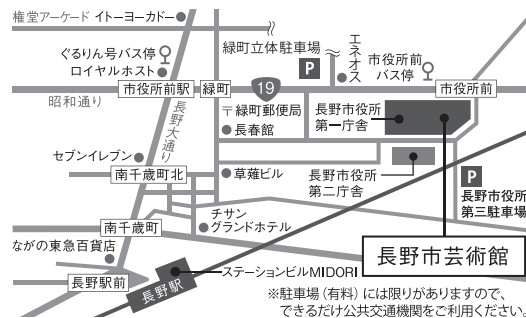 権堂アーケード
イトーヨーカドー
ぐるりん号バス停
ロイヤルホスト
緑町立体駐車場
P
エネオス
市役所前
バス停
市役所前駅
緑町
19
市役所前
昭和通り
長野大通り
〒緑町郵便局
長野市役所
第一庁舎
長春館
セブンイレブン
南千歳町北
草薙ビル
長野市役所
第二庁舎
P
長野市役所
第三駐車場
南千歳町
チサン
グランドホテル
長野市芸術館
ながの東急百貨店
長野駅前
ステーションビルMIDORI
長野駅
※駐車場（有料）には限りがありますので、
できるだけ公共交通機関をご利用ください。